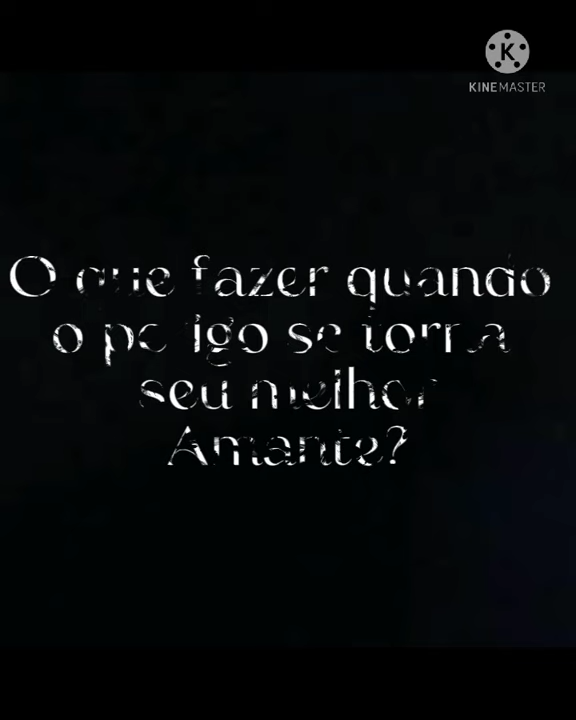 KINEMASTER
O que fazer quando
o perigo se torna
seu melhor
Amante?